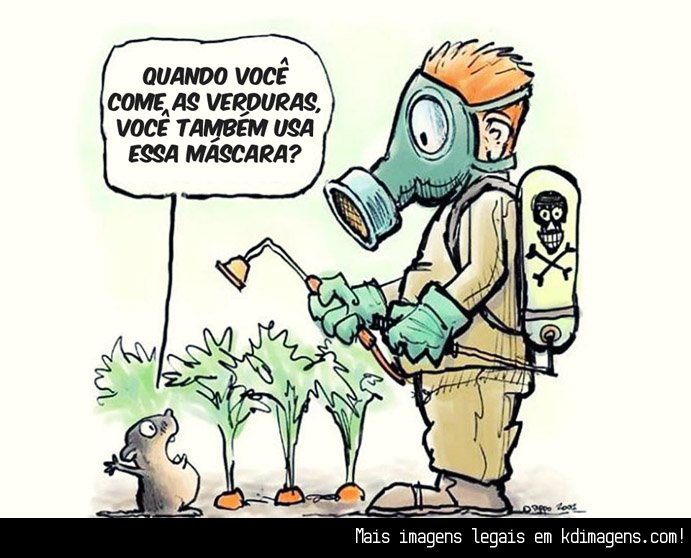 QUANDO VOCÊ
COME AS VERDURAS,
VOCÊ TAMBÉM USA
ESSA MÁSCARA?
Mais imagens legais em kdimagens.com!